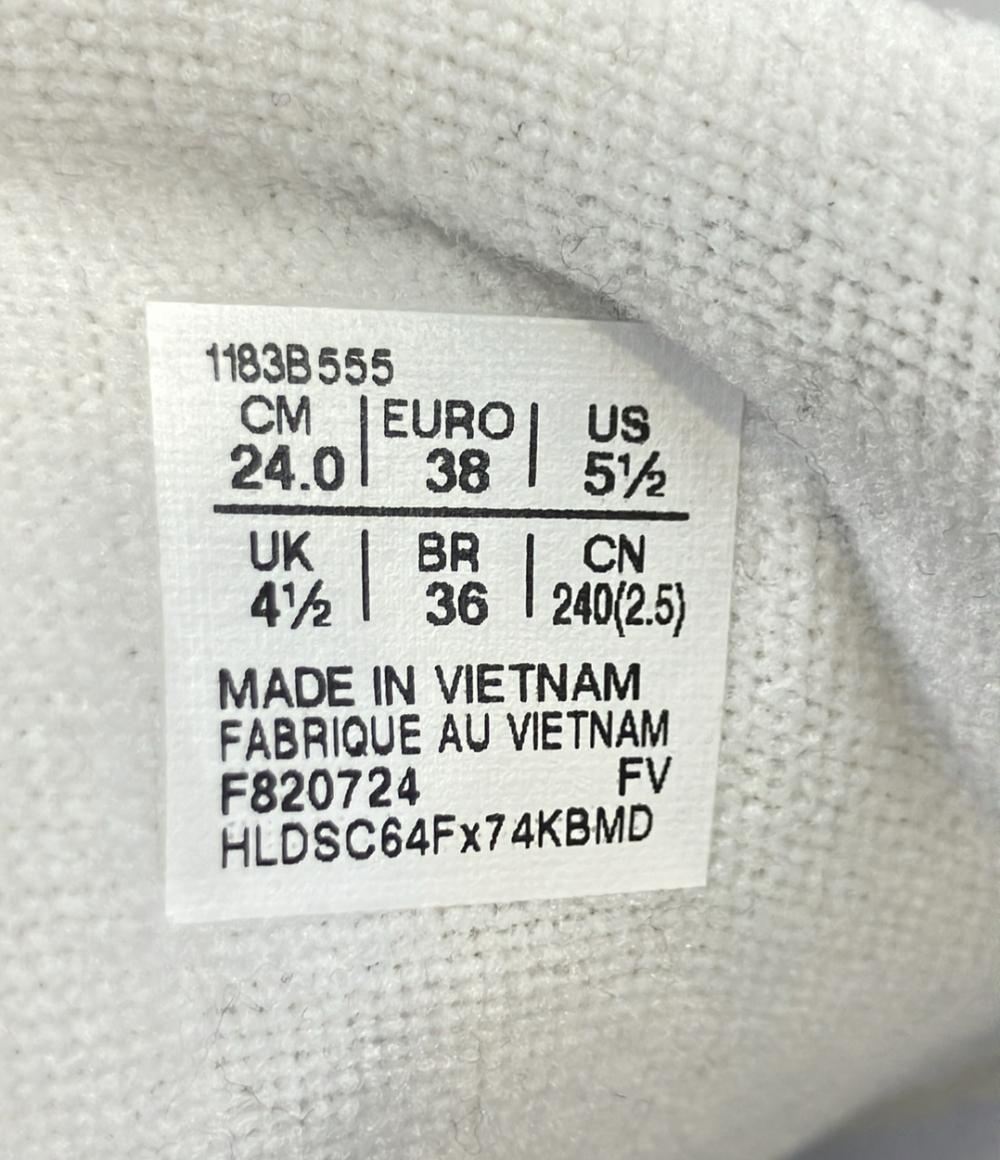 1183B555
CM | EURO | US
24.0 | 38 | 5½
UK | BR | CN
4½ | 36 | 240(2.5)
MADE IN VIETNAM
FABRIQUE AU VIETNAM
F820724 FV
HLDSC64Fx74KBMD